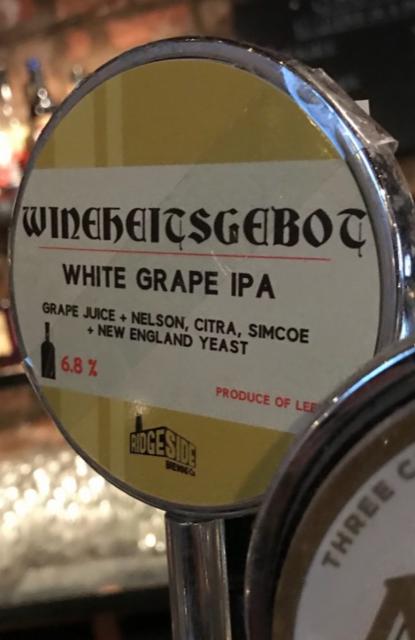 WINEHEITSGEBOT
WHITE GRAPE IPA
GRAPE JUICE + NELSON, CITRA, SIMCOE
+ NEW ENGLAND YEAST
6.8 %
PRODUCE OF
RIDGESIDE
BREWING Co
THREE